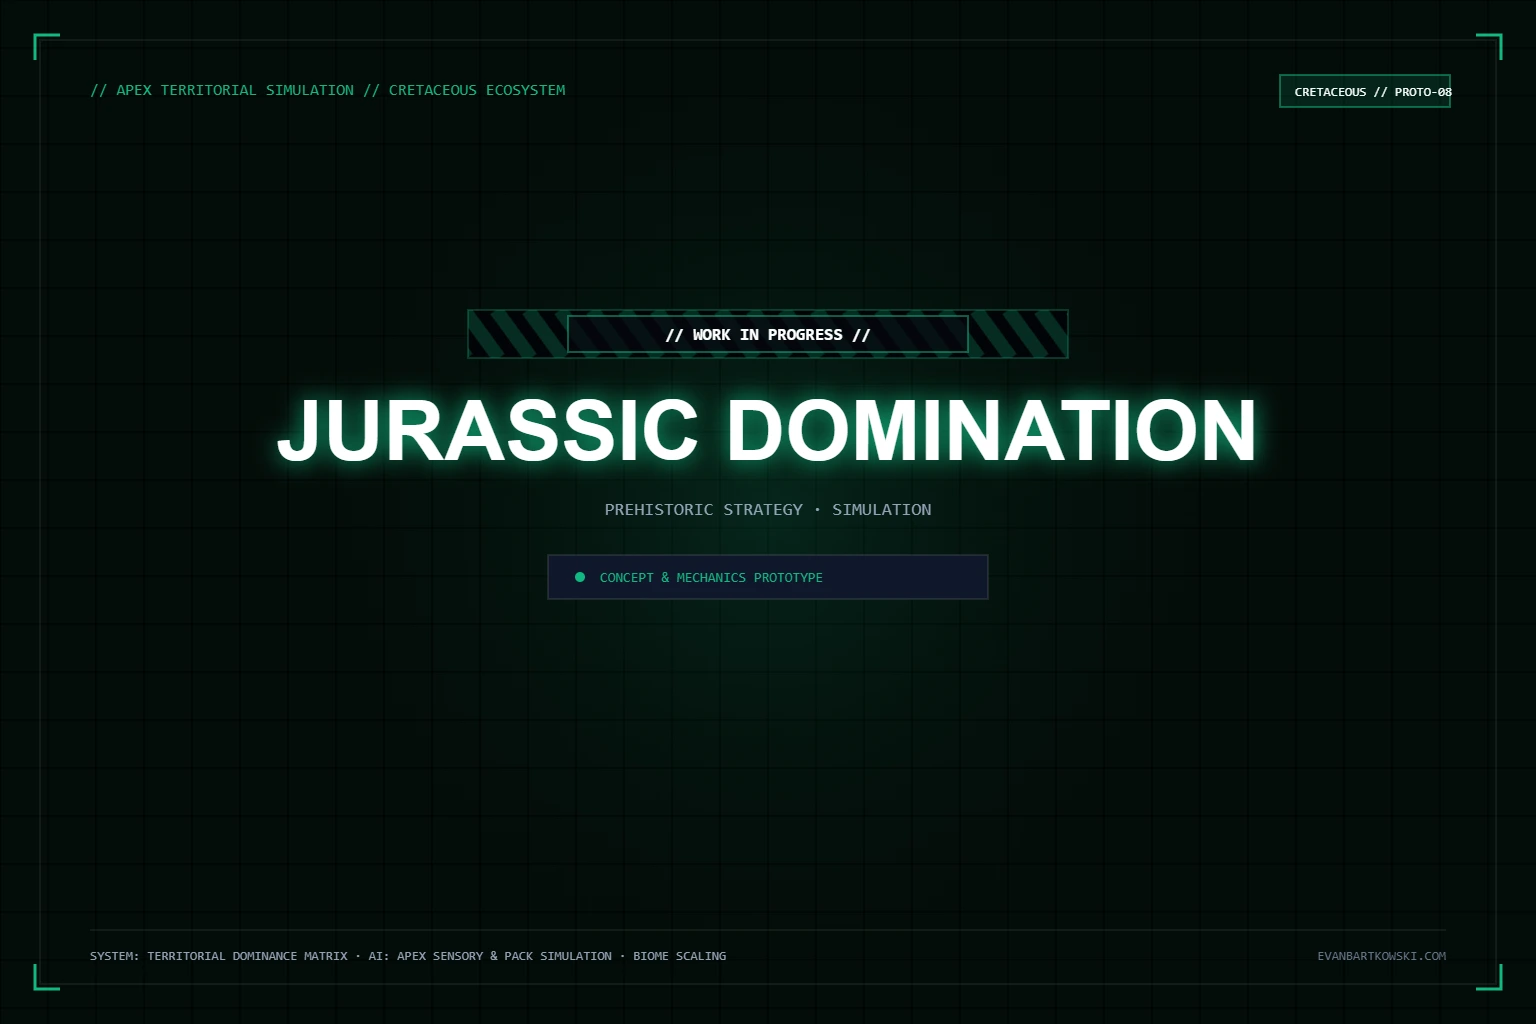 // APEX TERRITORIAL SIMULATION // CRETACEOUS ECOSYSTEM
CRETACEOUS // PROTO-08
// WORK IN PROGRESS //
JURASSIC DOMINATION
PREHISTORIC STRATEGY · SIMULATION
CONCEPT & MECHANICS PROTOTYPE
SYSTEM: TERRITORIAL DOMINANCE MATRIX · AI: APEX SENSORY & PACK SIMULATION · BIOME SCALING
EVANBARTKOWSKI.COM